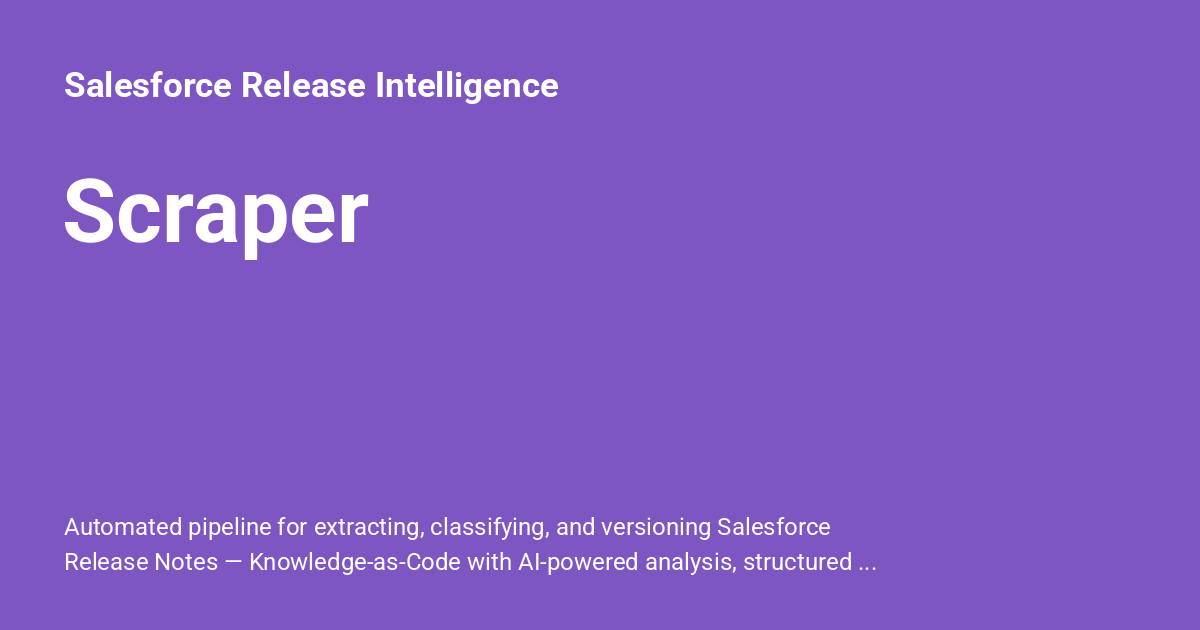 Salesforce Release Intelligence
Scraper
Automated pipeline for extracting, classifying, and versioning Salesforce
Release Notes — Knowledge-as-Code with AI-powered analysis, structured ...